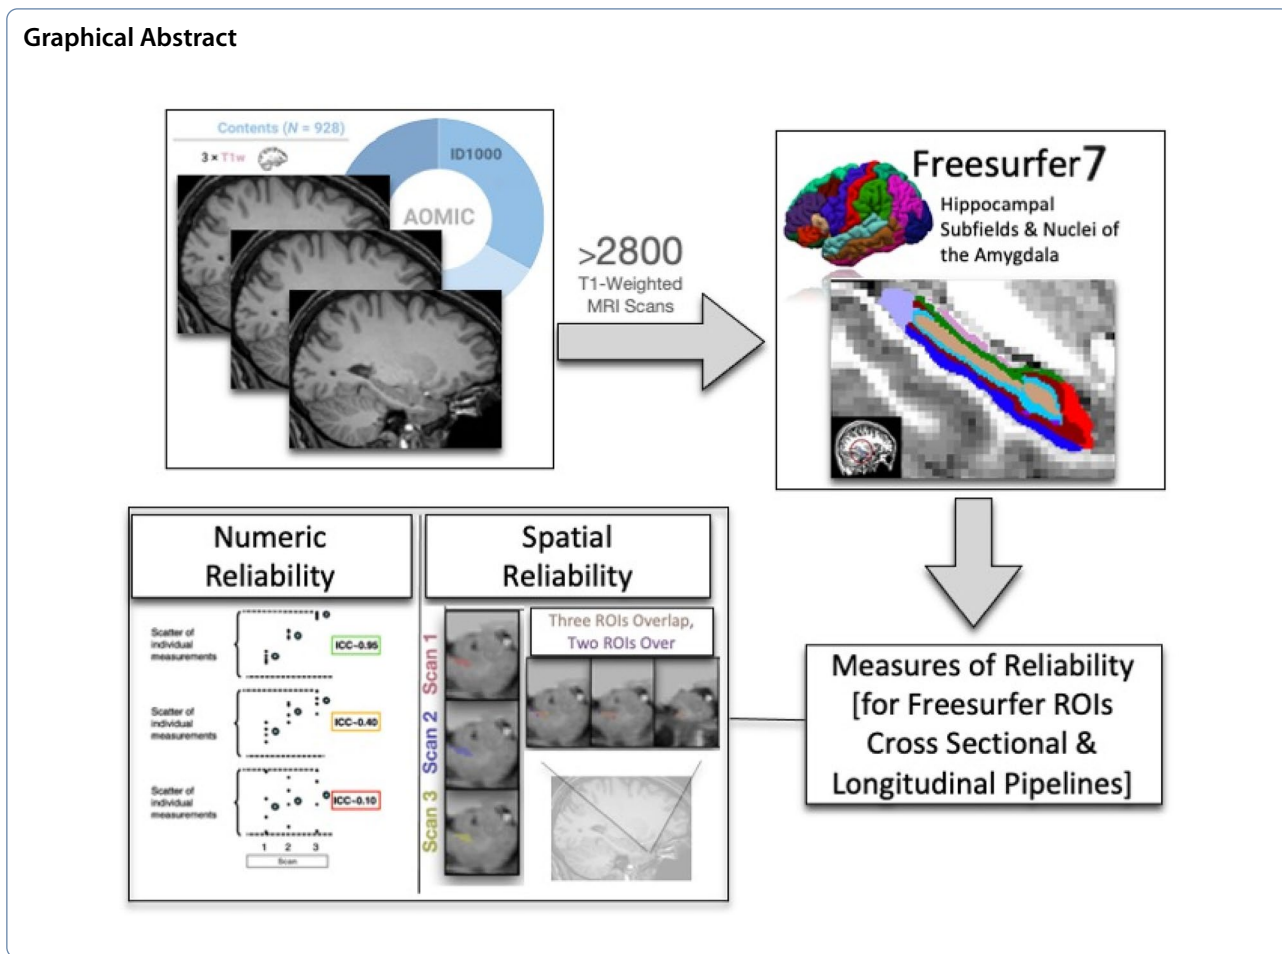 Graphical Abstract
Contents (N = 928)
3 × T1w
ID1000
AOMIC
>2800
T1-Weighted
MRI Scans
Freesurfer7
Hippocampal
Subfields & Nuclei of
the Amygdala
Numeric
Reliability
Scatter of
individual
measurements
ICC~0.95
Scatter of
individual
measurements
ICC~0.40
Scatter of
individual
measurements
ICC~0.10
1 2 3
Scan
Spatial
Reliability
Scan 1
Scan 2
Scan 3
Three ROIs Overlap,
Two ROIs Over
Measures of Reliability
[for Freesurfer ROIs
Cross Sectional &
Longitudinal Pipelines]